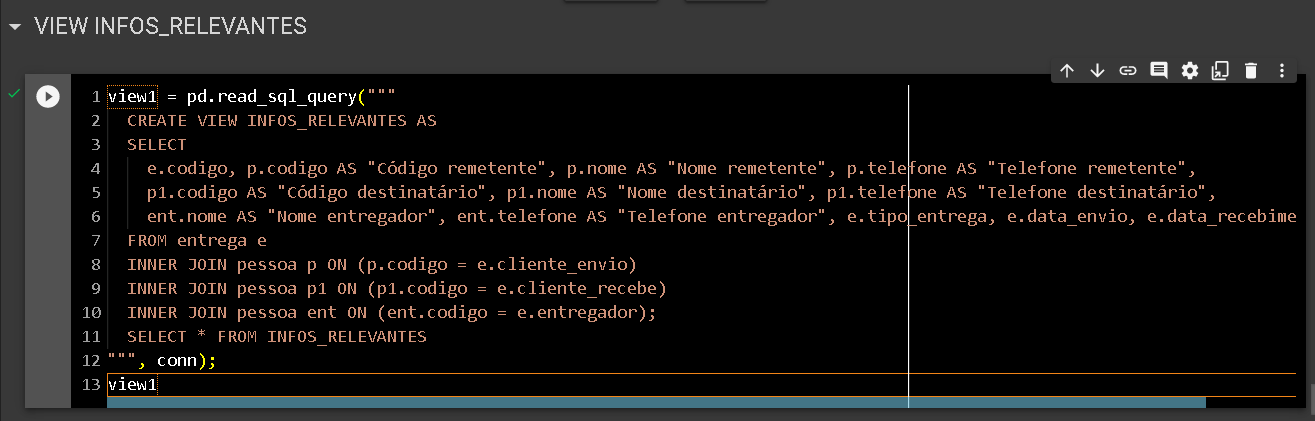 VIEW INFOS_RELEVANTES
1 view1 = pd.read_sql_query("""
2 CREATE VIEW INFOS_RELEVANTES AS
3 SELECT
4 e.codigo, p.codigo AS "Código remetente", p.nome AS "Nome remetente", p.telefone AS "Telefone remetente",
5 p1.codigo AS "Código destinatário", p1.nome AS "Nome destinatário", p1.telefone AS "Telefone destinatário",
6 ent.nome AS "Nome entregador", ent.telefone AS "Telefone entregador", e.tipo_entrega, e.data_envio, e.data_recebime
7 FROM entrega e
8 INNER JOIN pessoa p ON (p.codigo = e.cliente_envio)
9 INNER JOIN pessoa p1 ON (p1.codigo = e.cliente_recebe)
10 INNER JOIN pessoa ent ON (ent.codigo = e.entregador);
11 SELECT * FROM INFOS_RELEVANTES
12 """, conn);
13 view1